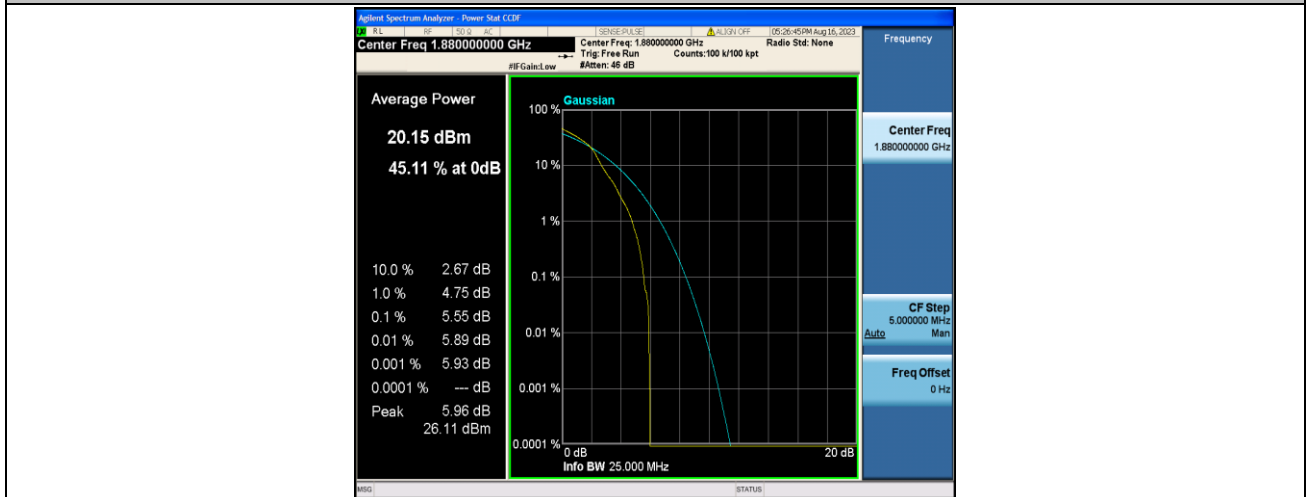 Agilent Spectrum Analyzer - Power Stat CCDF
RL RF 50 Ω AC SENSE:PULSE ALIGN OFF 05:26:45PM Aug 16, 2023
Center Freq 1.880000000 GHz
Center Freq: 1.880000000 GHz Radio Std: None
Trig: Free Run Counts:100 k/100 kpt
#IFGain:Low #Atten: 46 dB
Frequency
Average Power
20.15 dBm
45.11 % at 0dB
10.0 % 2.67 dB
1.0 % 4.75 dB
0.1 % 5.55 dB
0.01 % 5.89 dB
0.001 % 5.93 dB
0.0001 % --- dB
Peak 5.96 dB
26.11 dBm
Gaussian
100 %
10 %
1 %
0.1 %
0.01 %
0.001 %
0.0001 %
0 dB 20 dB
Info BW 25.000 MHz
Center Freq
1.880000000 GHz
CF Step
5.000000 MHz
Auto Man
Freq Offset
0 Hz
MSG STATUS